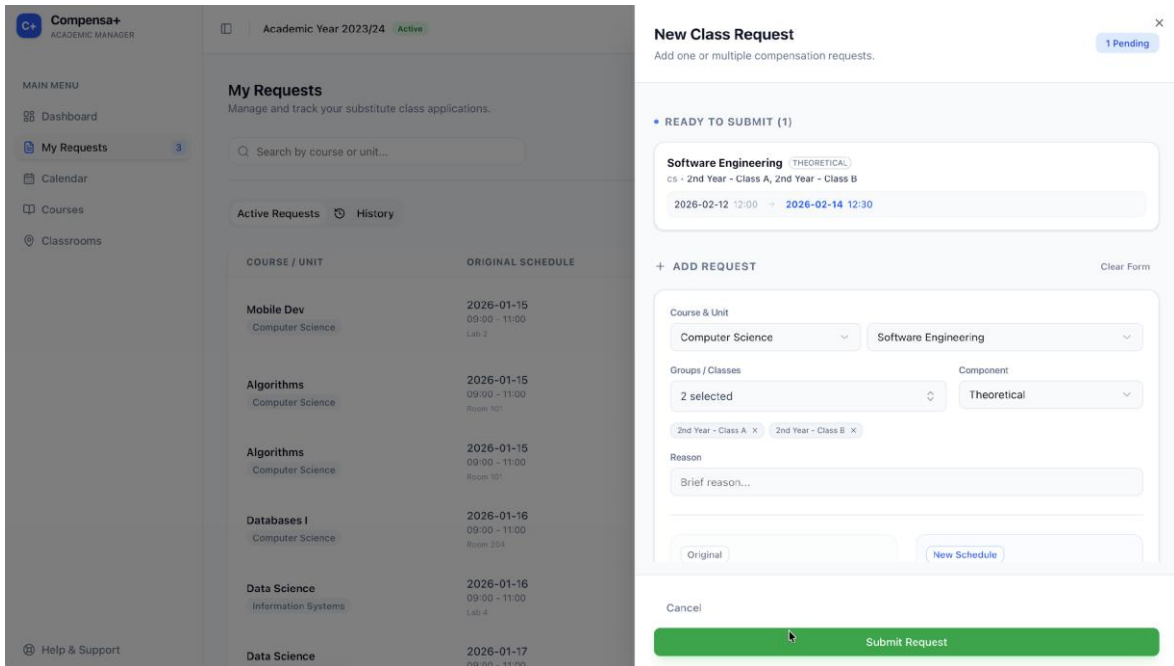 C+
Compensa+
ACADEMIC MANAGER
MAIN MENU
Dashboard
My Requests 3
Calendar
Courses
Classrooms
Help & Support
Academic Year 2023/24 Active
My Requests
Manage and track your substitute class applications.
Search by course or unit...
Active Requests History
COURSE / UNIT ORIGINAL SCHEDULE
Mobile Dev 2026-01-15
Computer Science 09:00 - 11:00
Lab 2
Algorithms 2026-01-15
Computer Science 09:00 - 11:00
Room 101
Algorithms 2026-01-15
Computer Science 09:00 - 11:00
Room 101
Databases I 2026-01-16
Computer Science 09:00 - 11:00
Room 204
Data Science 2026-01-16
Information Systems 09:00 - 11:00
Lab 4
Data Science 2026-01-17
09:00 - 11:00
New Class Request
Add one or multiple compensation requests.
1 Pending
READY TO SUBMIT (1)
Software Engineering THEORETICAL
cs • 2nd Year - Class A, 2nd Year - Class B
2026-02-12 12:00 → 2026-02-14 12:30
+ ADD REQUEST Clear Form
Course & Unit
Computer Science Software Engineering
Groups / Classes Component
2 selected Theoretical
2nd Year - Class A × 2nd Year - Class B ×
Reason
Brief reason...
Original New Schedule
Cancel
Submit Request